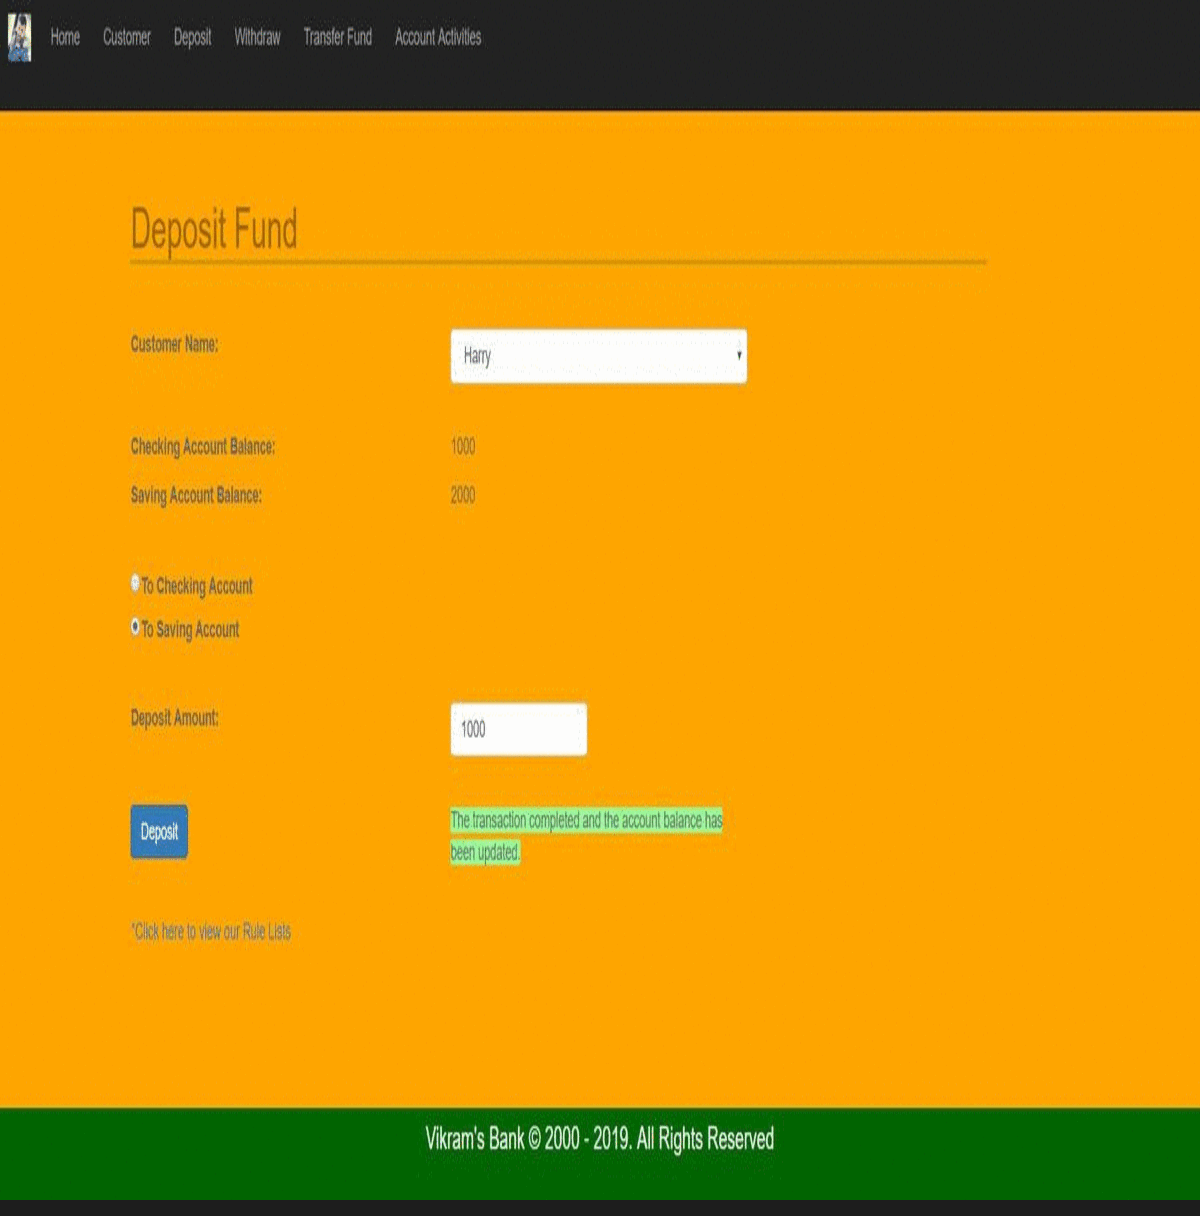 Home Customer Deposit Withdraw Transfer Fund Account Activities
Deposit Fund
Customer Name: Harry
Checking Account Balance: 1000
Saving Account Balance: 2000
To Checking Account
To Saving Account
Deposit Amount: 1000
Deposit The transaction completed and the account balance has
been updated.
*Click here to view our Rule Lists
Vikram's Bank © 2000 - 2019. All Rights Reserved